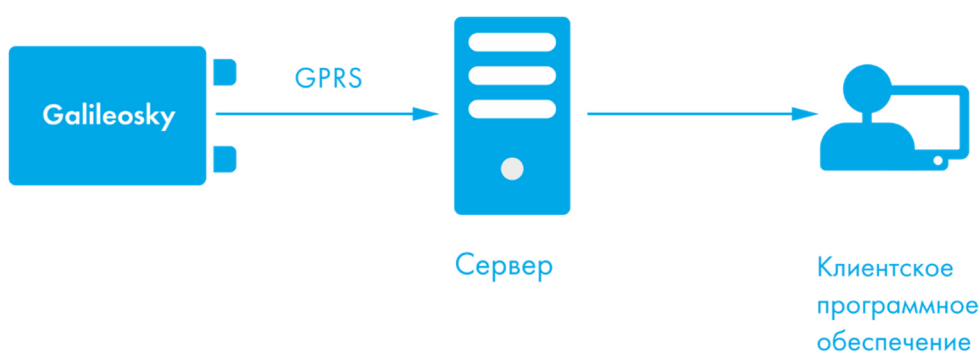 Galileosky
GPRS
Сервер
Клиентское
программное
обеспечение